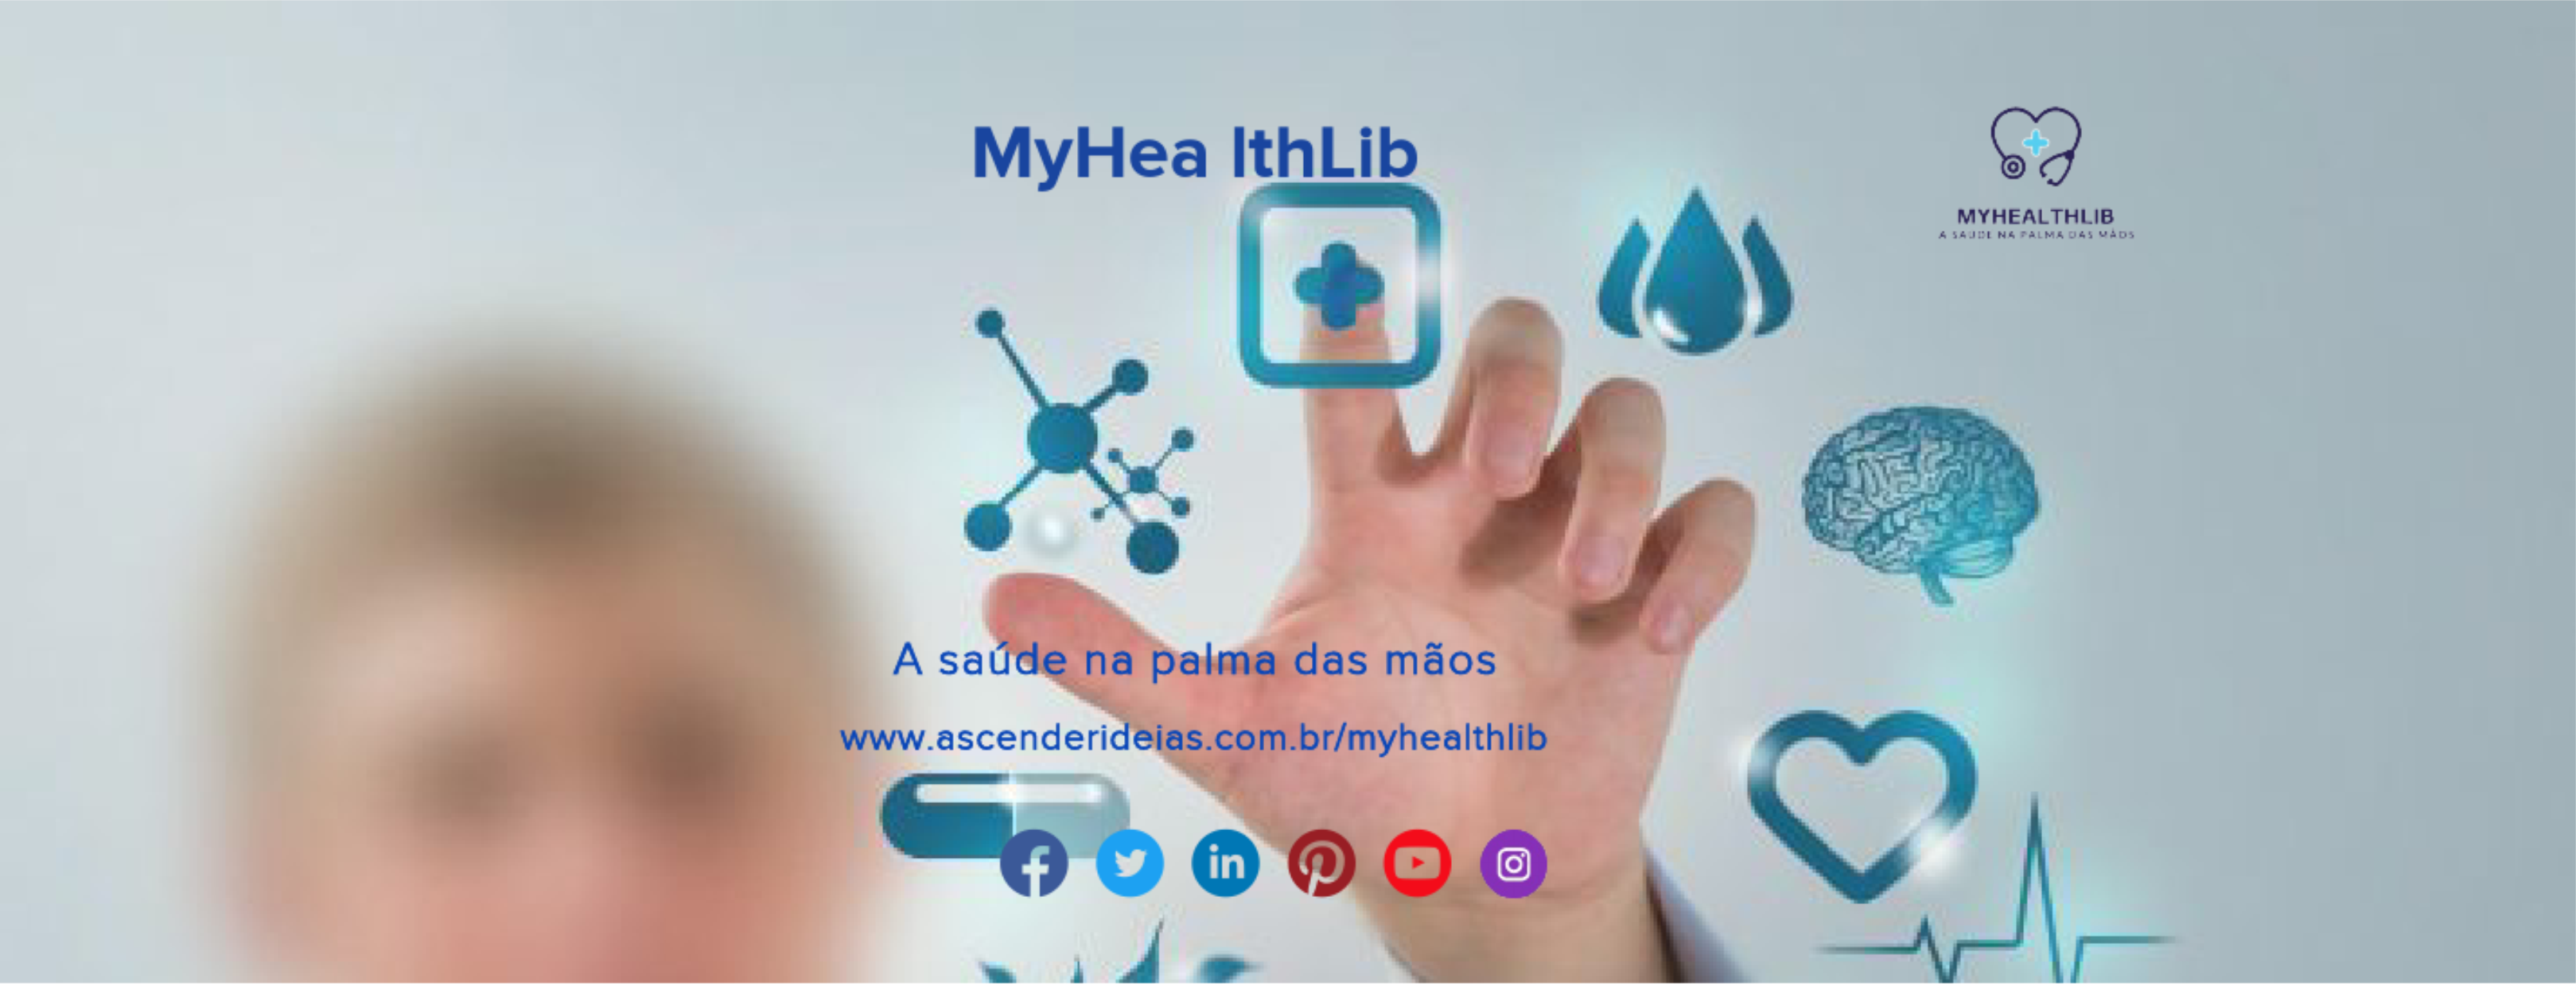 MyHea lthLib
MYHEALTHLIB
A SAÚDE NA PALMA DAS MÃOS
A saúde na palma das mãos
www.ascenderideias.com.br/myhealthlib